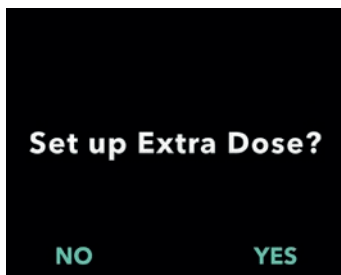 Set up Extra Dose?
NO YES